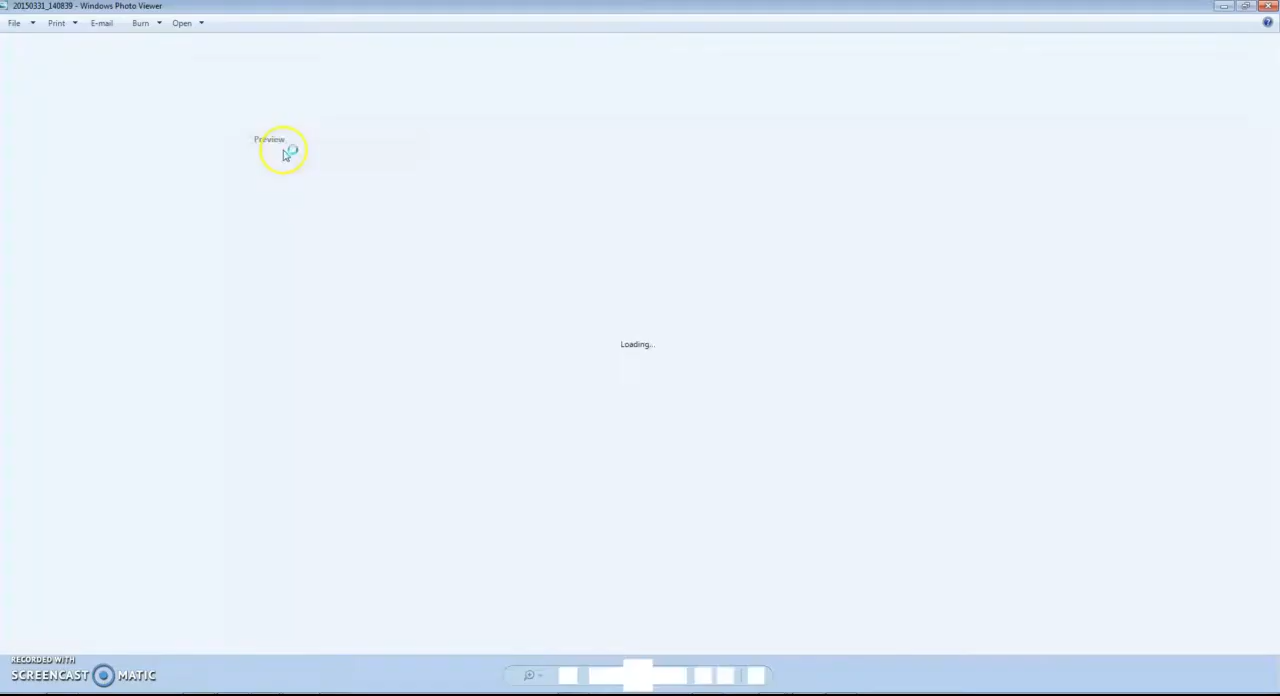 20150331_140839 - Windows Photo Viewer
File Print E-mail Burn Open
Preview
Loading...
RECORDED WITH
SCREENCAST MATIC